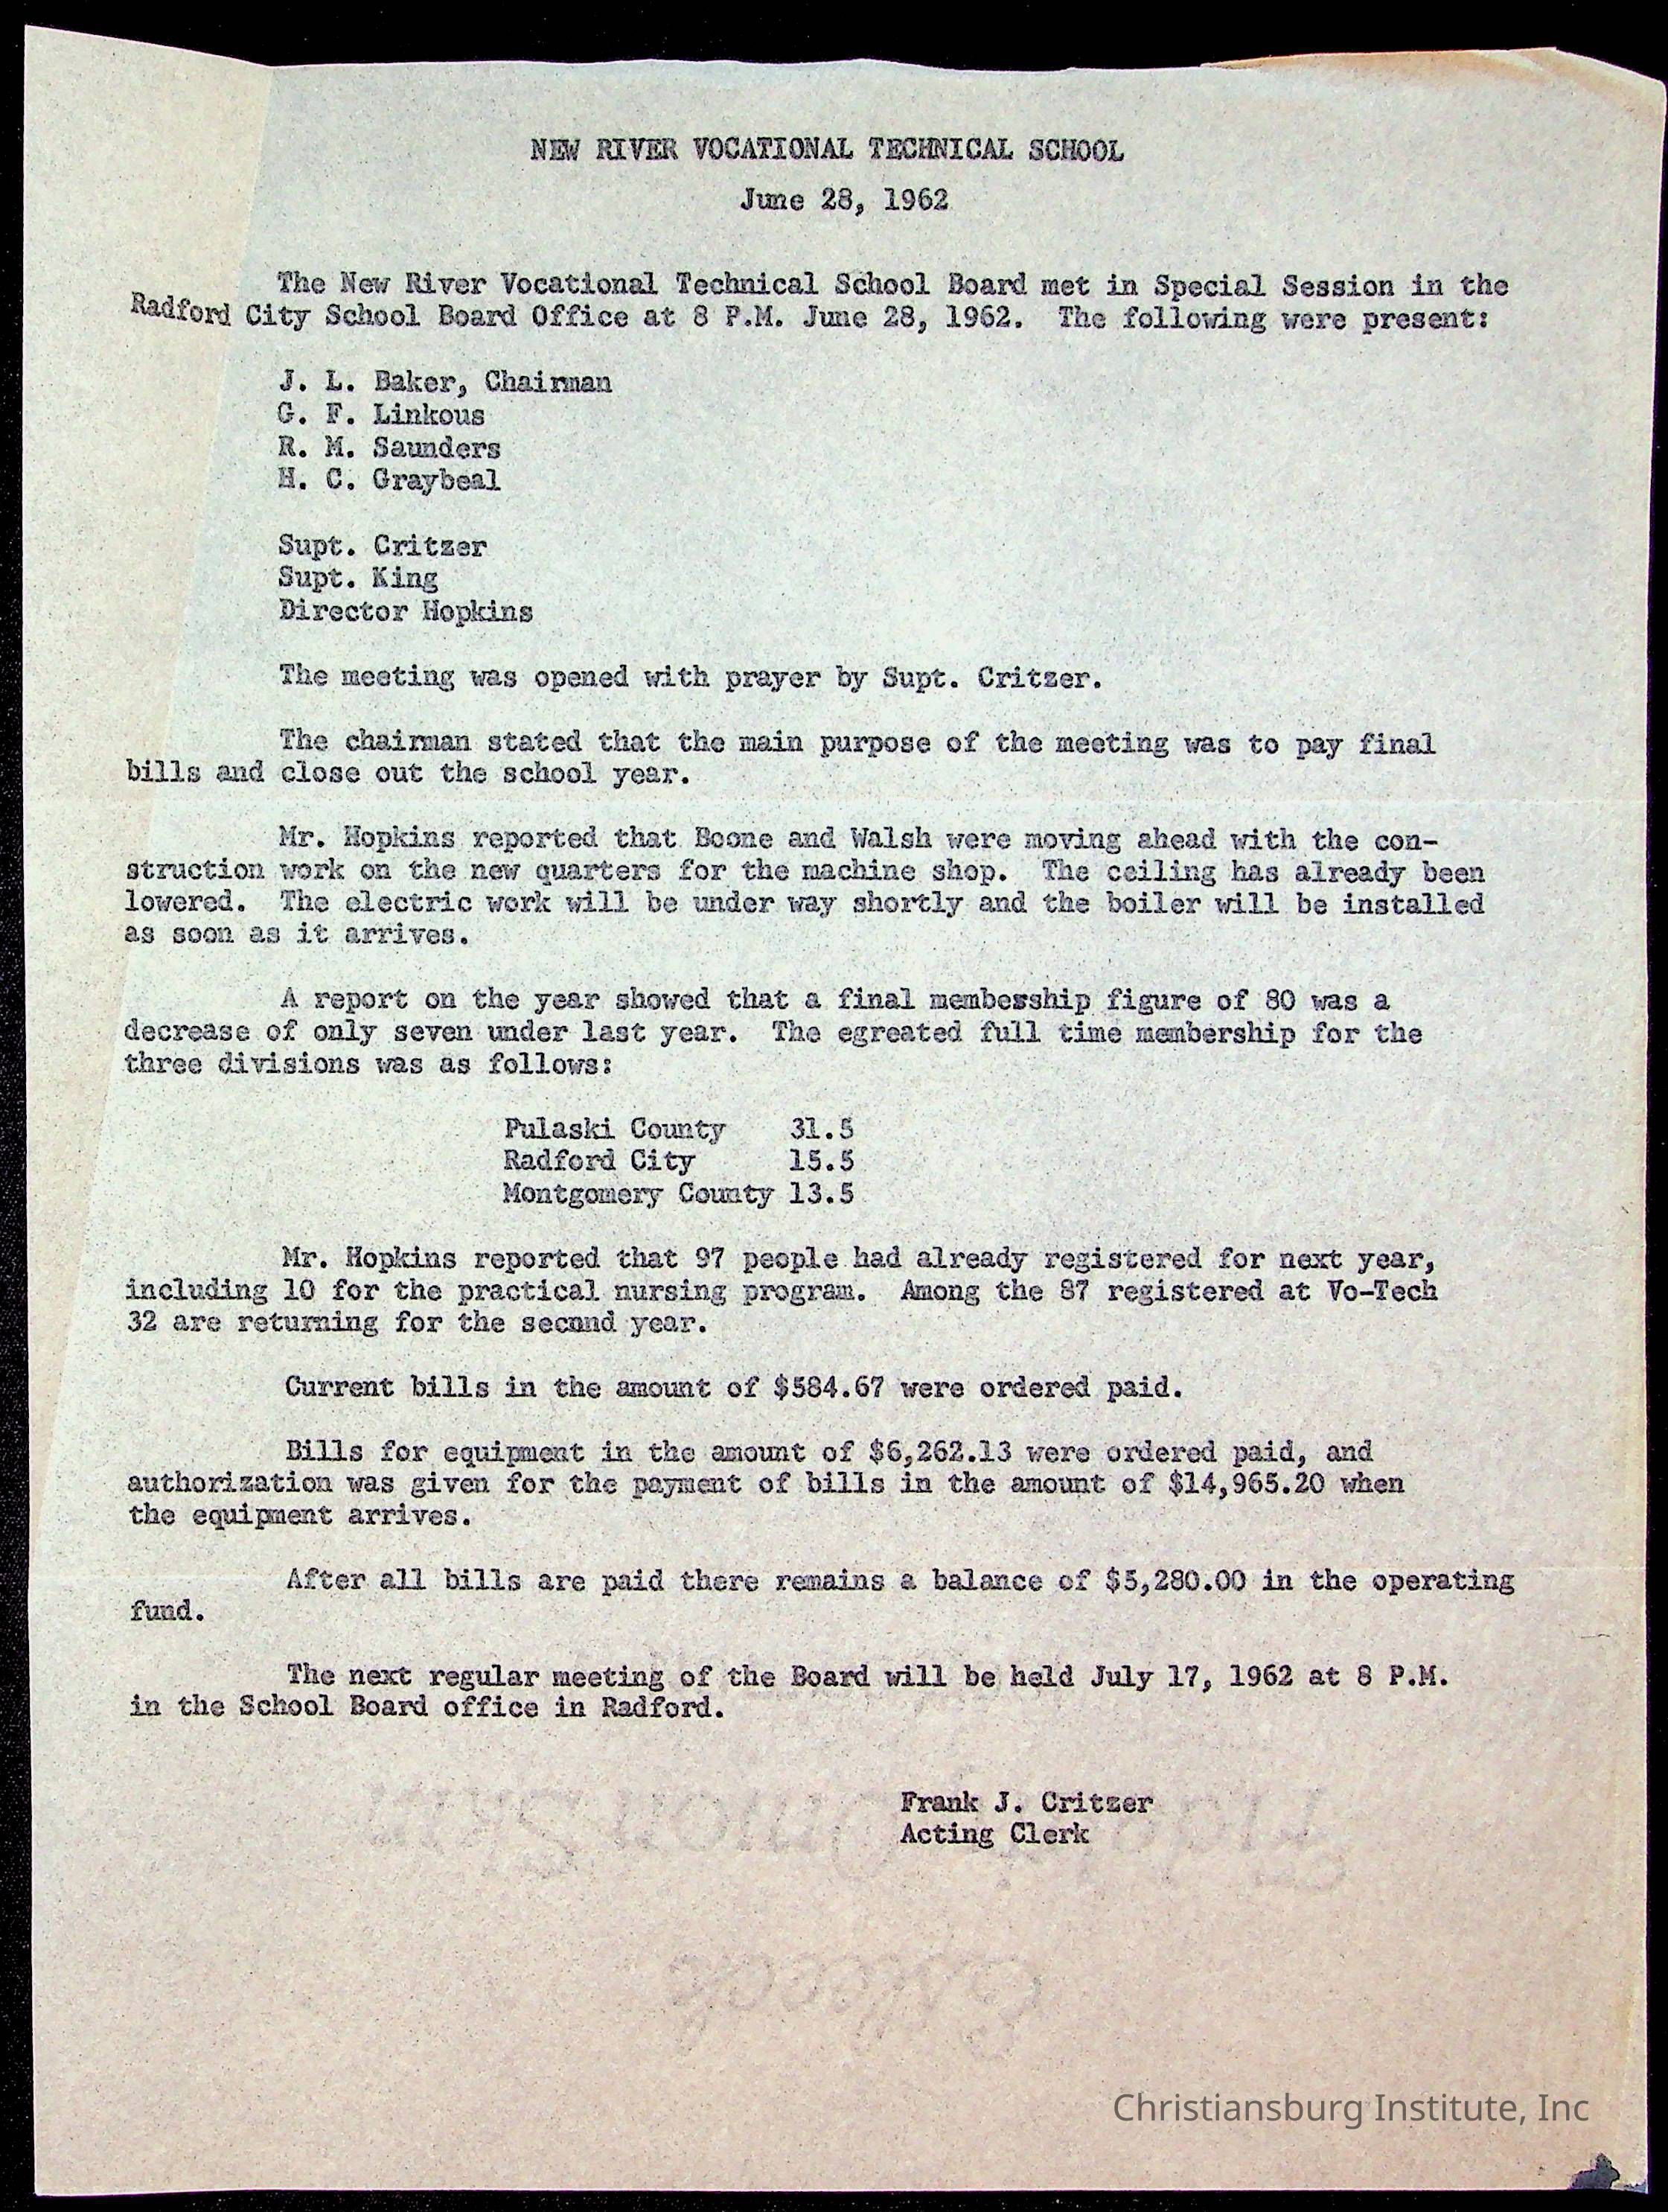 NEW RIVER VOCATIONAL TECHNICAL SCHOOL
June 28, 1962
The New River Vocational Technical School Board met in Special Session in the
Radford City School Board Office at 8 P.M. June 28, 1962. The following were present:
J. L. Baker, Chairman
G. F. Linkous
R. M. Saunders
H. C. Graybeal
Supt. Critzer
Supt. King
Director Hopkins
The meeting was opened with prayer by Supt. Critzer.
The chairman stated that the main purpose of the meeting was to pay final
bills and close out the school year.
Mr. Hopkins reported that Boone and Walsh were moving ahead with the con-
struction work on the new quarters for the machine shop. The ceiling has already been
lowered. The electric work will be under way shortly and the boiler will be installed
as soon as it arrives.
A report on the year showed that a final membership figure of 80 was a
decrease of only seven under last year. The egreated full time membership for the
three divisions was as follows:
Pulaski County 31.5
Radford City 15.5
Montgomery County 13.5
Mr. Hopkins reported that 97 people had already registered for next year,
including 10 for the practical nursing program. Among the 87 registered at Vo-Tech
32 are returning for the second year.
Current bills in the amount of $584.67 were ordered paid.
Bills for equipment in the amount of $6,262.13 were ordered paid, and
authorization was given for the payment of bills in the amount of $14,965.20 when
the equipment arrives.
After all bills are paid there remains a balance of $5,280.00 in the operating
fund.
The next regular meeting of the Board will be held July 17, 1962 at 8 P.M.
in the School Board office in Radford.
Frank J. Critzer
Acting Clerk
Christiansburg Institute, Inc